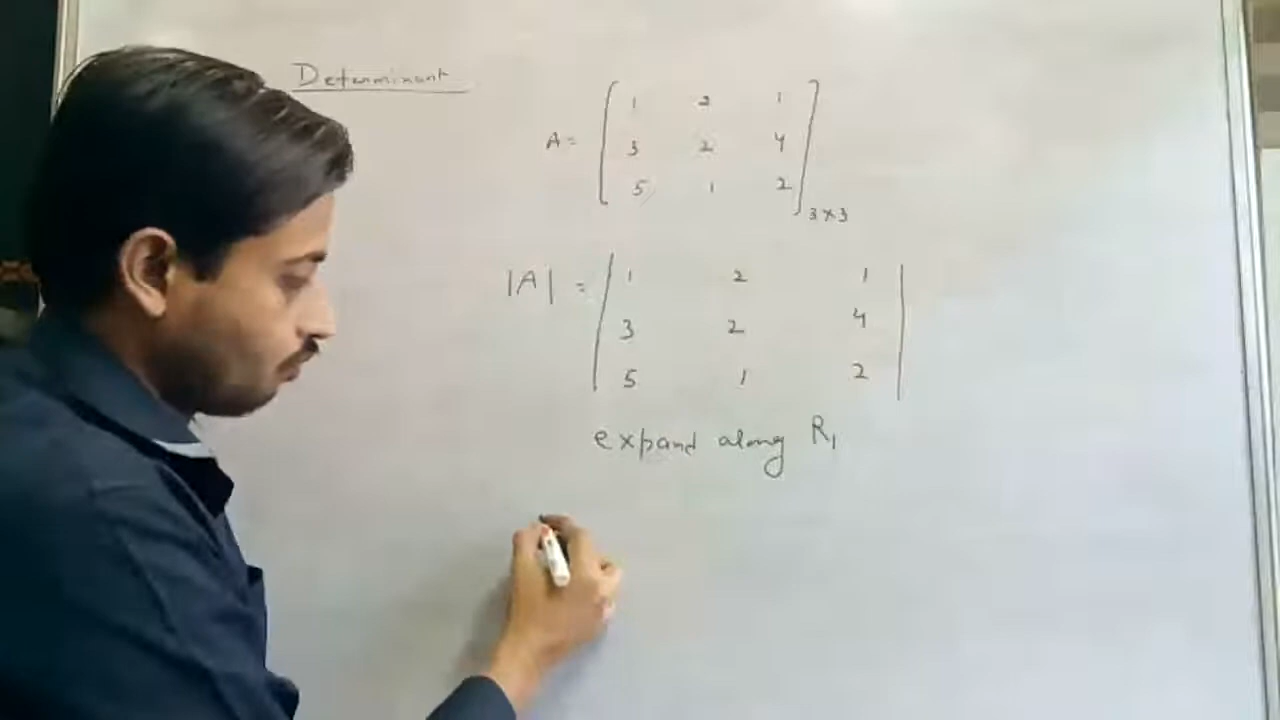 Determinant
1 2 1
A = 3 2 4
5 1 2
3×3
1 2 1
|A| = 3 2 4
5 1 2
expand along R₁